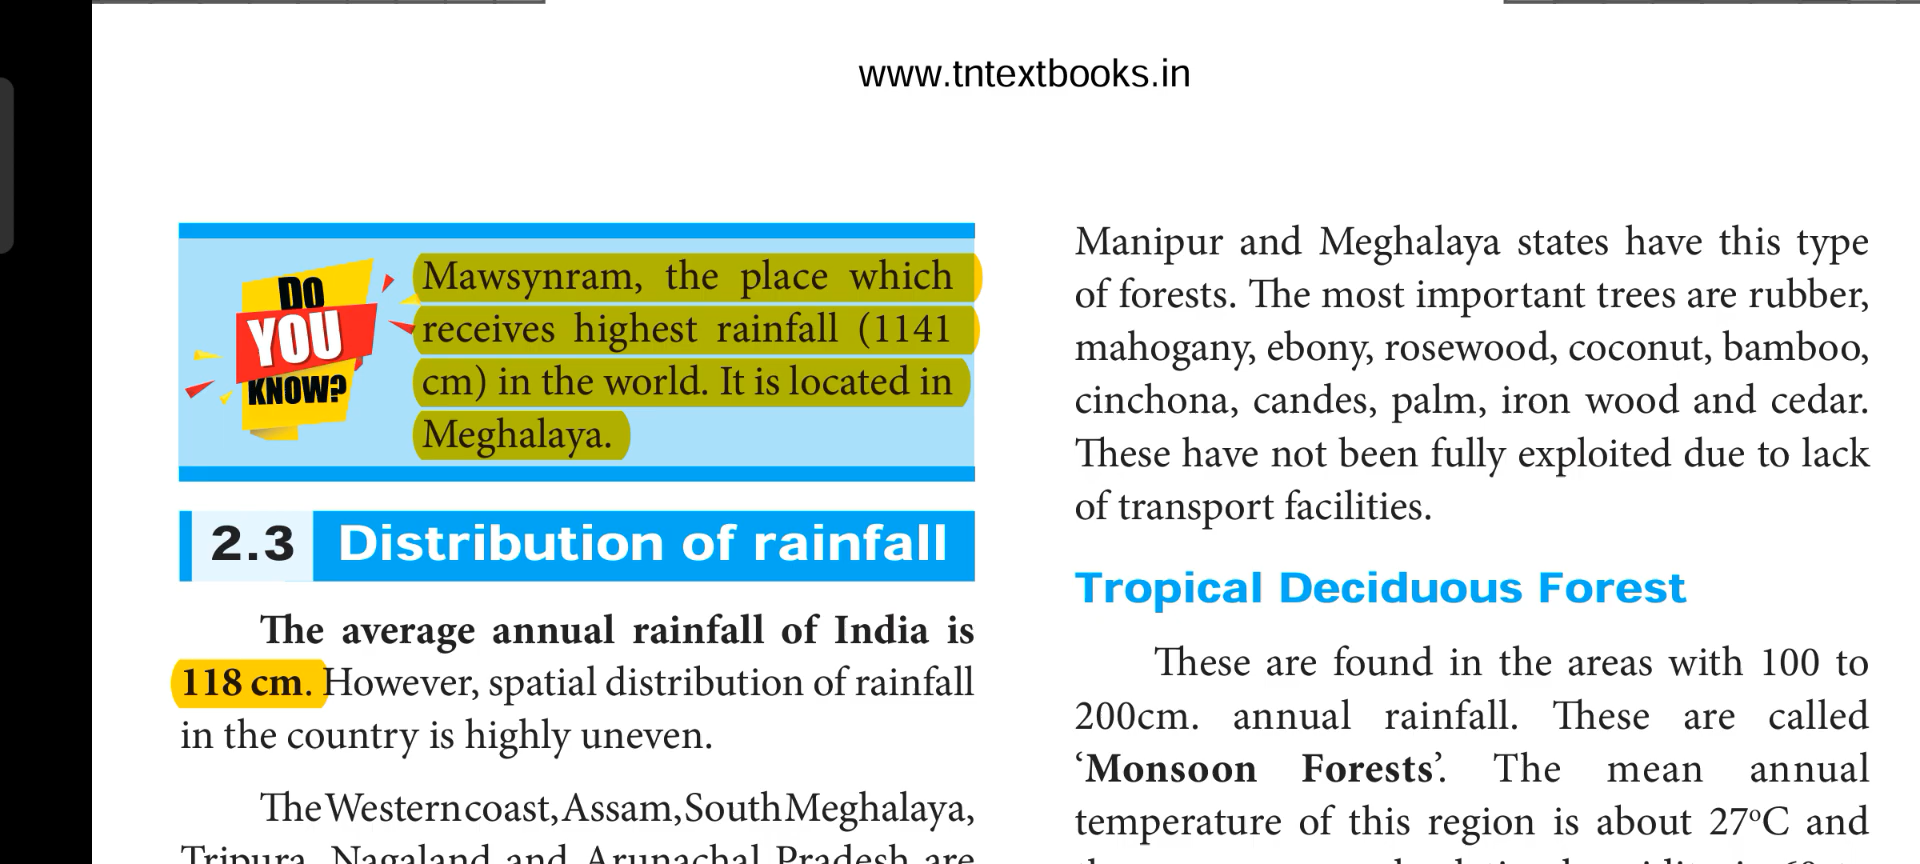 www.tntextbooks.in
DO
YOU
KNOW?
Mawsynram, the place which
receives highest rainfall (1141
cm) in the world. It is located in
Meghalaya.
2.3 Distribution of rainfall
The average annual rainfall of India is
118 cm. However, spatial distribution of rainfall
in the country is highly uneven.
The Western coast, Assam, South Meghalaya,
Tripura, Nagaland and Arunachal Pradesh are
Manipur and Meghalaya states have this type
of forests. The most important trees are rubber,
mahogany, ebony, rosewood, coconut, bamboo,
cinchona, candes, palm, iron wood and cedar.
These have not been fully exploited due to lack
of transport facilities.
Tropical Deciduous Forest
These are found in the areas with 100 to
200cm. annual rainfall. These are called
‘Monsoon Forests’. The mean annual
temperature of this region is about 27°C and